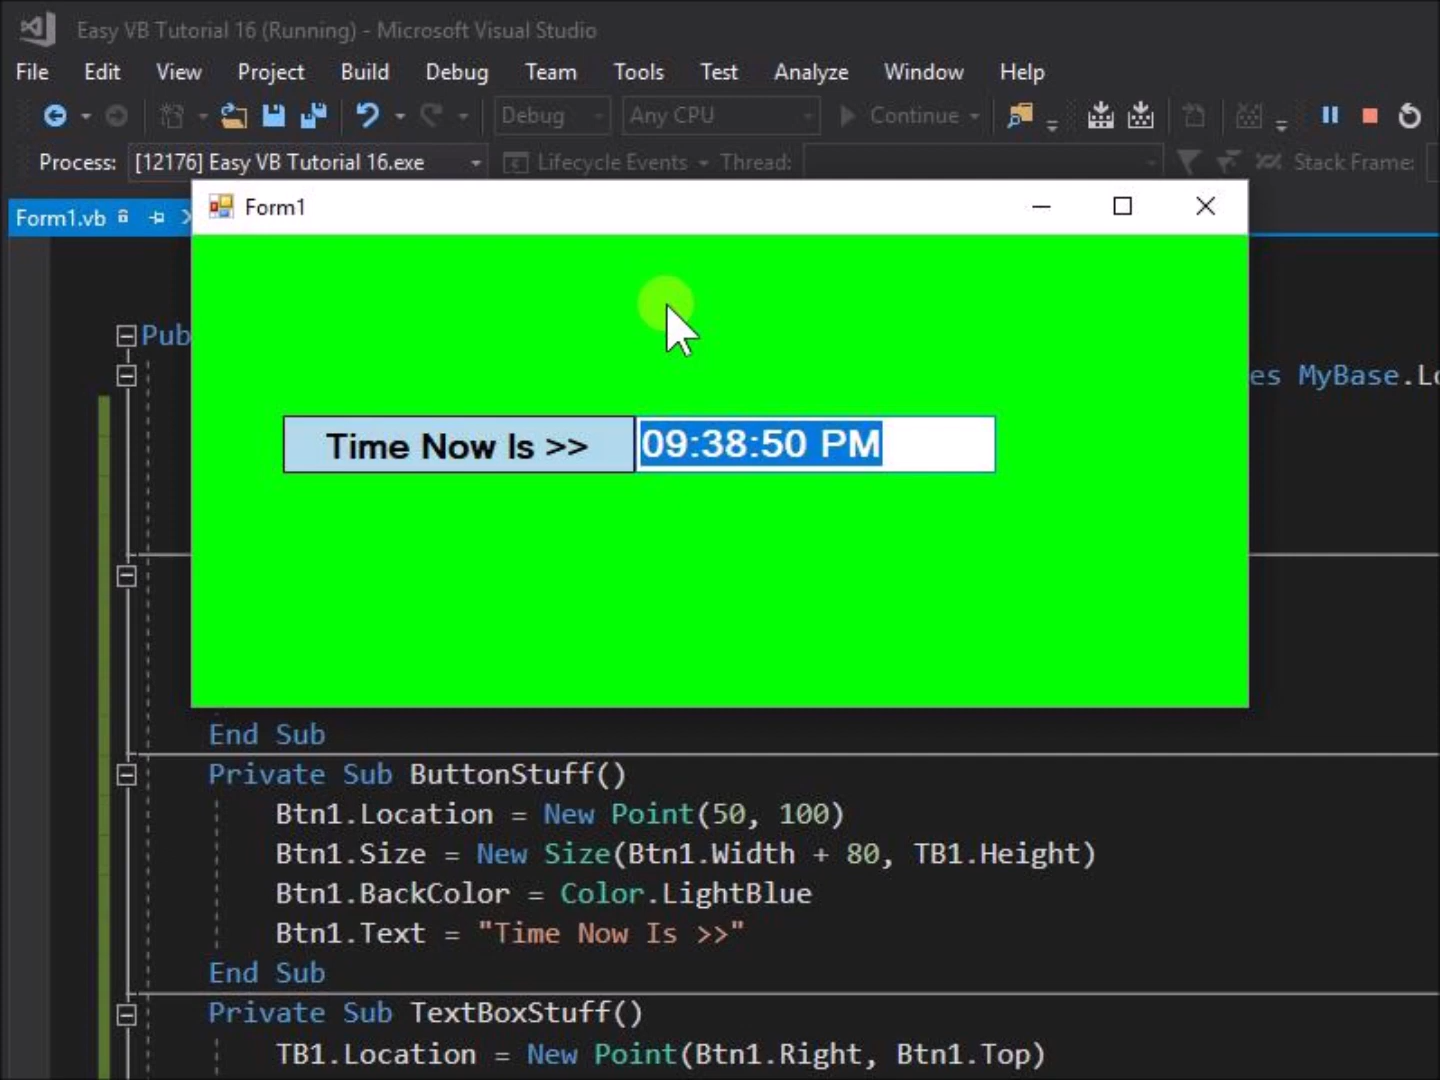 Easy VB Tutorial 16 (Running) - Microsoft Visual Studio
File Edit View Project Build Debug Team Tools Test Analyze Window Help
Debug Any CPU Continue
Process: [12176] Easy VB Tutorial 16.exe Lifecycle Events Thread: Stack Frame:
Form1.vb
Form1
Pub
es MyBase.Lo
Time Now Is >> 09:38:50 PM
End Sub
Private Sub ButtonStuff()
Btn1.Location = New Point(50, 100)
Btn1.Size = New Size(Btn1.Width + 80, TB1.Height)
Btn1.BackColor = Color.LightBlue
Btn1.Text = "Time Now Is >>"
End Sub
Private Sub TextBoxStuff()
TB1.Location = New Point(Btn1.Right, Btn1.Top)